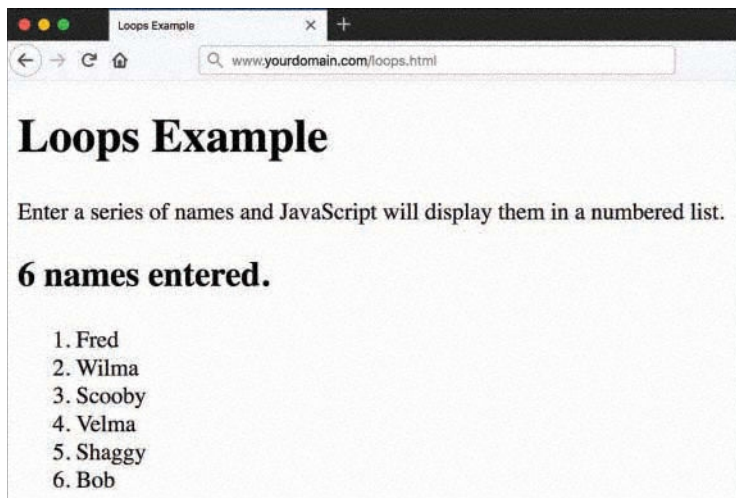 Loops Example
www.yourdomain.com/loops.html
Loops Example
Enter a series of names and JavaScript will display them in a numbered list.
6 names entered.
1. Fred
2. Wilma
3. Scooby
4. Velma
5. Shaggy
6. Bob